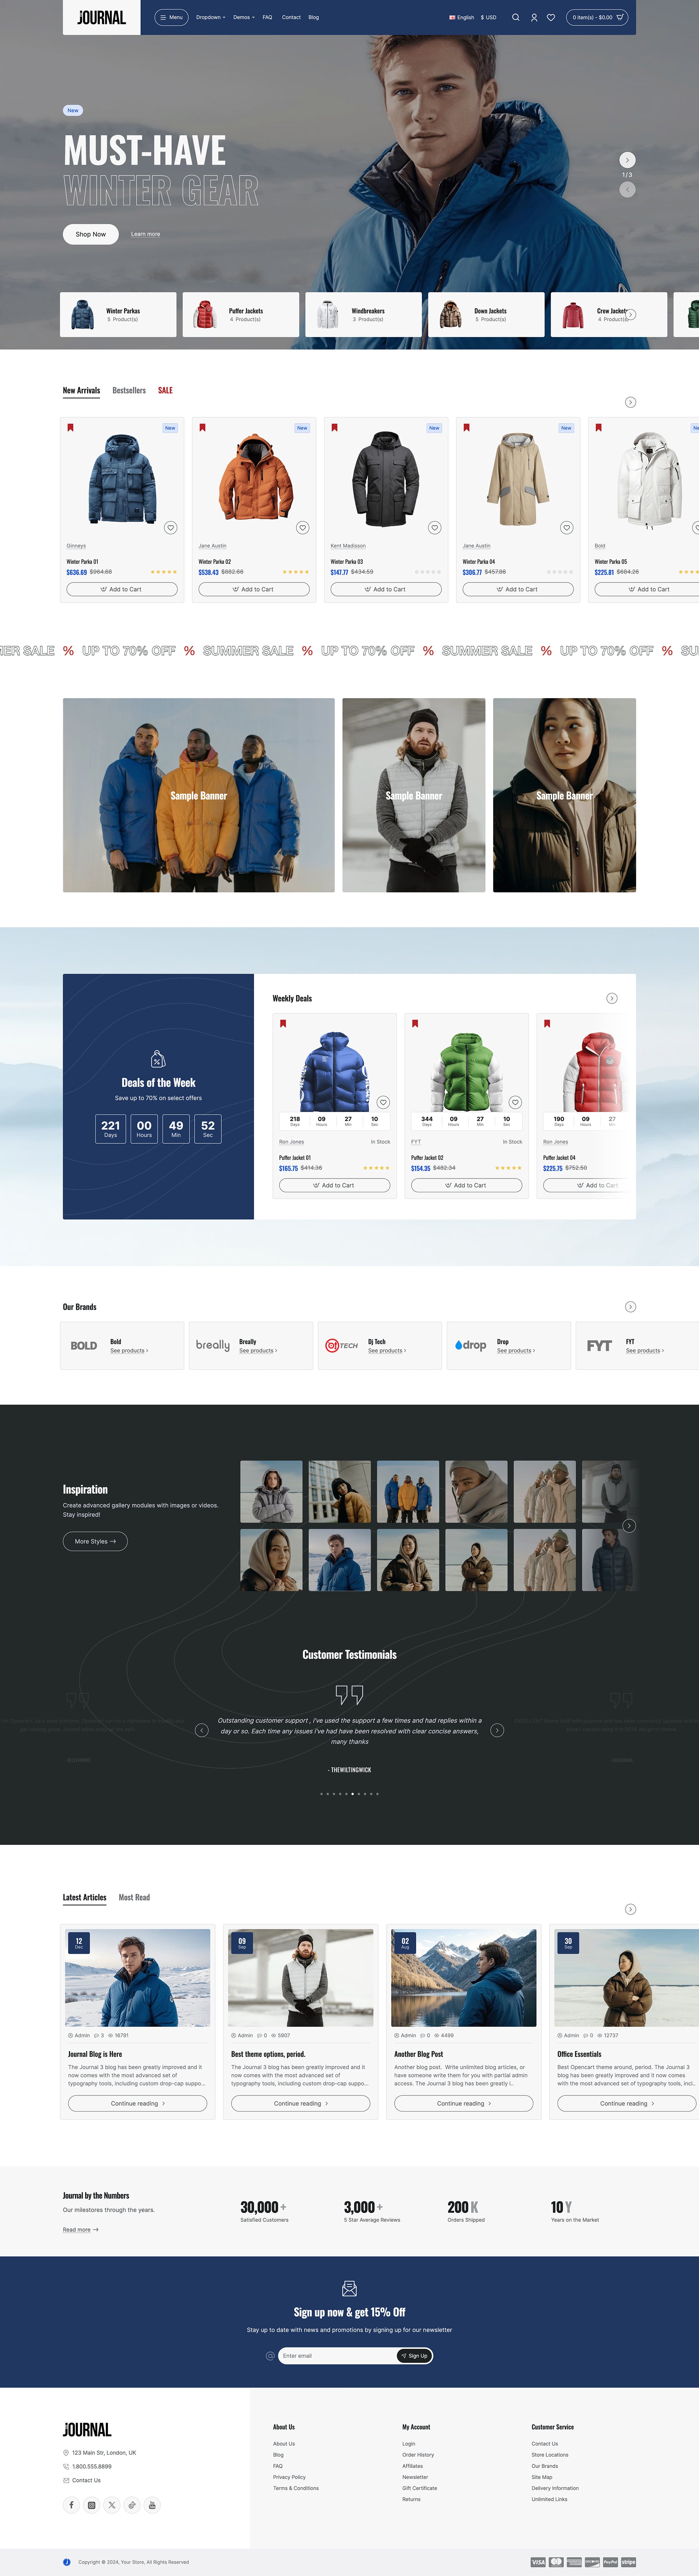 JOURNAL
Menu
Dropdown
Demos
FAQ
Contact
Blog
English
$ USD
0 item(s) - $0.00
New
MUST-HAVE
WINTER GEAR
Shop Now
Learn more
1 / 3
Winter Parkas
5 Product(s)
Puffer Jackets
4 Product(s)
Windbreakers
3 Product(s)
Down Jackets
5 Product(s)
Crew Jackets
4 Product(s)
New Arrivals
Bestsellers
SALE
New
Ginneys
Winter Parka 01
$636.69 $964.68
Add to Cart
New
Jane Austin
Winter Parka 02
$538.43 $882.66
Add to Cart
New
Kent Madisson
Winter Parka 03
$147.77 $434.59
Add to Cart
New
Jane Austin
Winter Parka 04
$306.77 $457.86
Add to Cart
Bold
Winter Parka 05
$225.81 $664.26
Add to Cart
MER SALE % UP TO 70% OFF % SUMMER SALE % UP TO 70% OFF % SUMMER SALE % UP TO 70% OFF % SU
Sample Banner
Sample Banner
Sample Banner
Deals of the Week
Save up to 70% on select offers
221 Days
00 Hours
49 Min
52 Sec
Weekly Deals
218 Days
09 Hours
27 Min
10 Sec
Ron Jones
In Stock
Puffer Jacket 01
$165.75 $414.36
Add to Cart
344 Days
09 Hours
27 Min
10 Sec
FYT
In Stock
Puffer Jacket 02
$154.35 $482.34
Add to Cart
190 Days
09 Hours
27 Min
Ron Jones
Puffer Jacket 04
$225.75 $752.50
Add to Cart
Our Brands
BOLD
Bold
See products
breally
Breally
See products
dj TECH
Dj Tech
See products
drop
Drop
See products
FYT
FYT
See products
Inspiration
Create advanced gallery modules with images or videos.
Stay inspired!
More Styles
Customer Testimonials
Outstanding customer support , I've used the support a few times and had replies within a
day or so. Each time any issues I've had have been resolved with clear concise answers,
many thanks
- THEWILTINGWICK
Latest Articles
Most Read
12
Dec
Admin 3 16791
Journal Blog is Here
The Journal 3 blog has been greatly improved and it
now comes with the most advanced set of
typography tools, including custom drop-cap suppo...
Continue reading
09
Sep
Admin 0 5907
Best theme options, period.
The Journal 3 blog has been greatly improved and it
now comes with the most advanced set of
typography tools, including custom drop-cap suppo...
Continue reading
02
Aug
Admin 0 4499
Another Blog Post
Another blog post. Write unlimited blog articles, or
have someone write them for you with partial admin
access. The Journal 3 blog has been greatly i..
Continue reading
30
Sep
Admin 0 12737
Office Essentials
Best Opencart theme around, period. The Journal 3
blog has been greatly improved and it now comes
with the most advanced set of typography tools, incl..
Continue reading
Journal by the Numbers
Our milestores through the years.
Read more
30,000 +
Satisfied Customers
3,000 +
5 Star Average Reviews
200 K
Orders Shipped
10 Y
Years on the Market
Sign up now & get 15% Off
Stay up to date with news and promotions by signing up for our newsletter
Enter email
Sign Up
JOURNAL
123 Main Str, London, UK
1.800.555.8899
Contact Us
About Us
About Us
Blog
FAQ
Privacy Policy
Terms & Conditions
My Account
Login
Order History
Affiliates
Newsletter
Gift Certificate
Returns
Customer Service
Contact Us
Store Locations
Our Brands
Site Map
Delivery Information
Unlimited Links
Copyright © 2024, Your Store, All Rights Reserved
VISA
PayPal
stripe